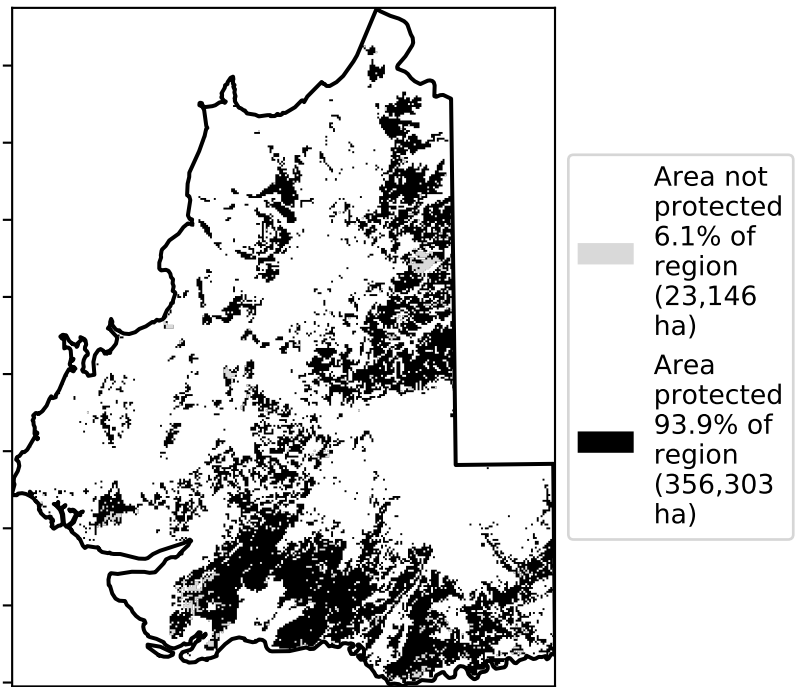 Area not
protected
6.1% of
region
(23,146
ha)
Area
protected
93.9% of
region
(356,303
ha)